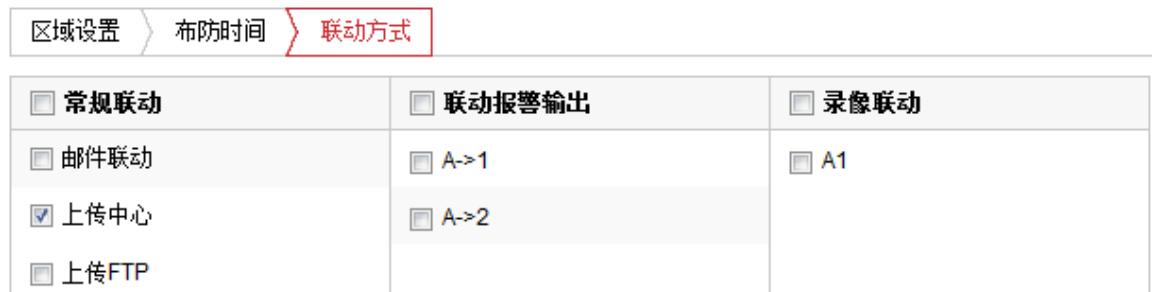 区域设置 布防时间 联动方式
常规联动 联动报警输出 录像联动
邮件联动 A->1 A1
上传中心 A->2
上传FTP